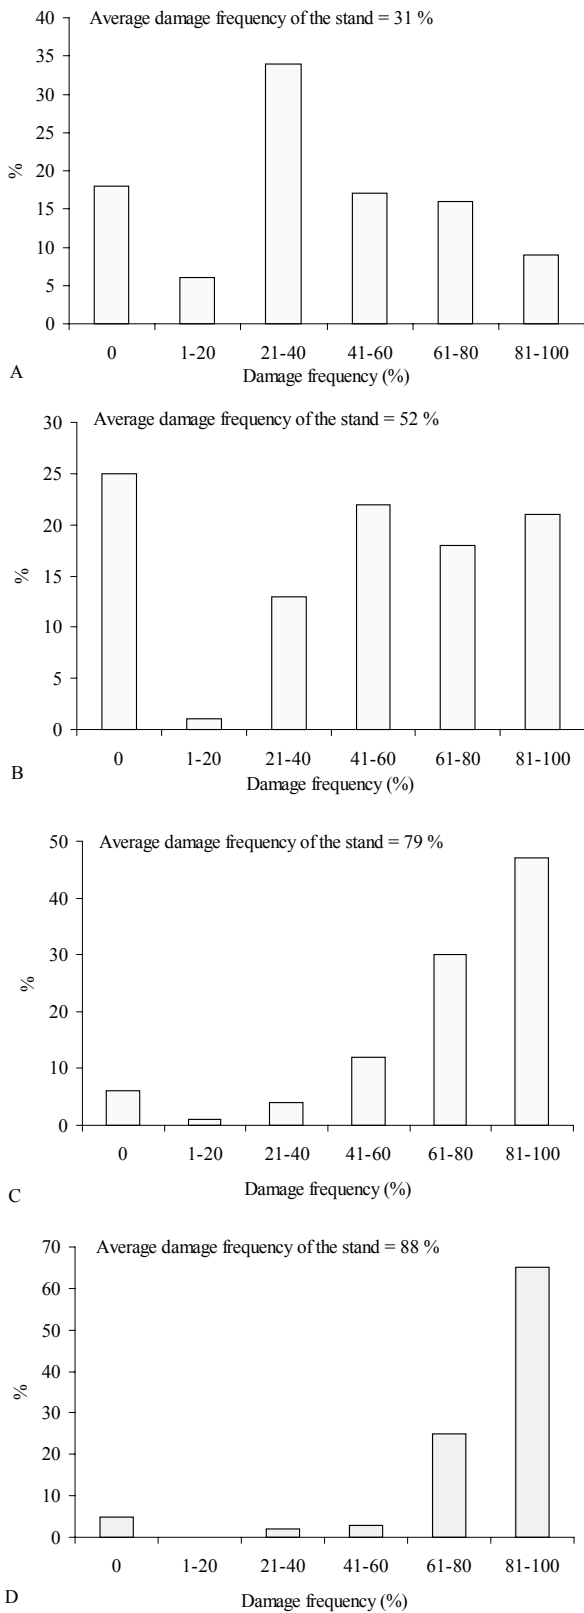 Average damage frequency of the stand = 31 %
40
35
30
25
20
15
10
5
0
%
0 1-20 21-40 41-60 61-80 81-100
Damage frequency (%)
A
Average damage frequency of the stand = 52 %
30
25
20
15
10
5
0
%
0 1-20 21-40 41-60 61-80 81-100
Damage frequency (%)
B
Average damage frequency of the stand = 79 %
50
40
30
20
10
0
%
0 1-20 21-40 41-60 61-80 81-100
Damage frequency (%)
C
Average damage frequency of the stand = 88 %
70
60
50
40
30
20
10
0
%
0 1-20 21-40 41-60 61-80 81-100
Damage frequency (%)
D